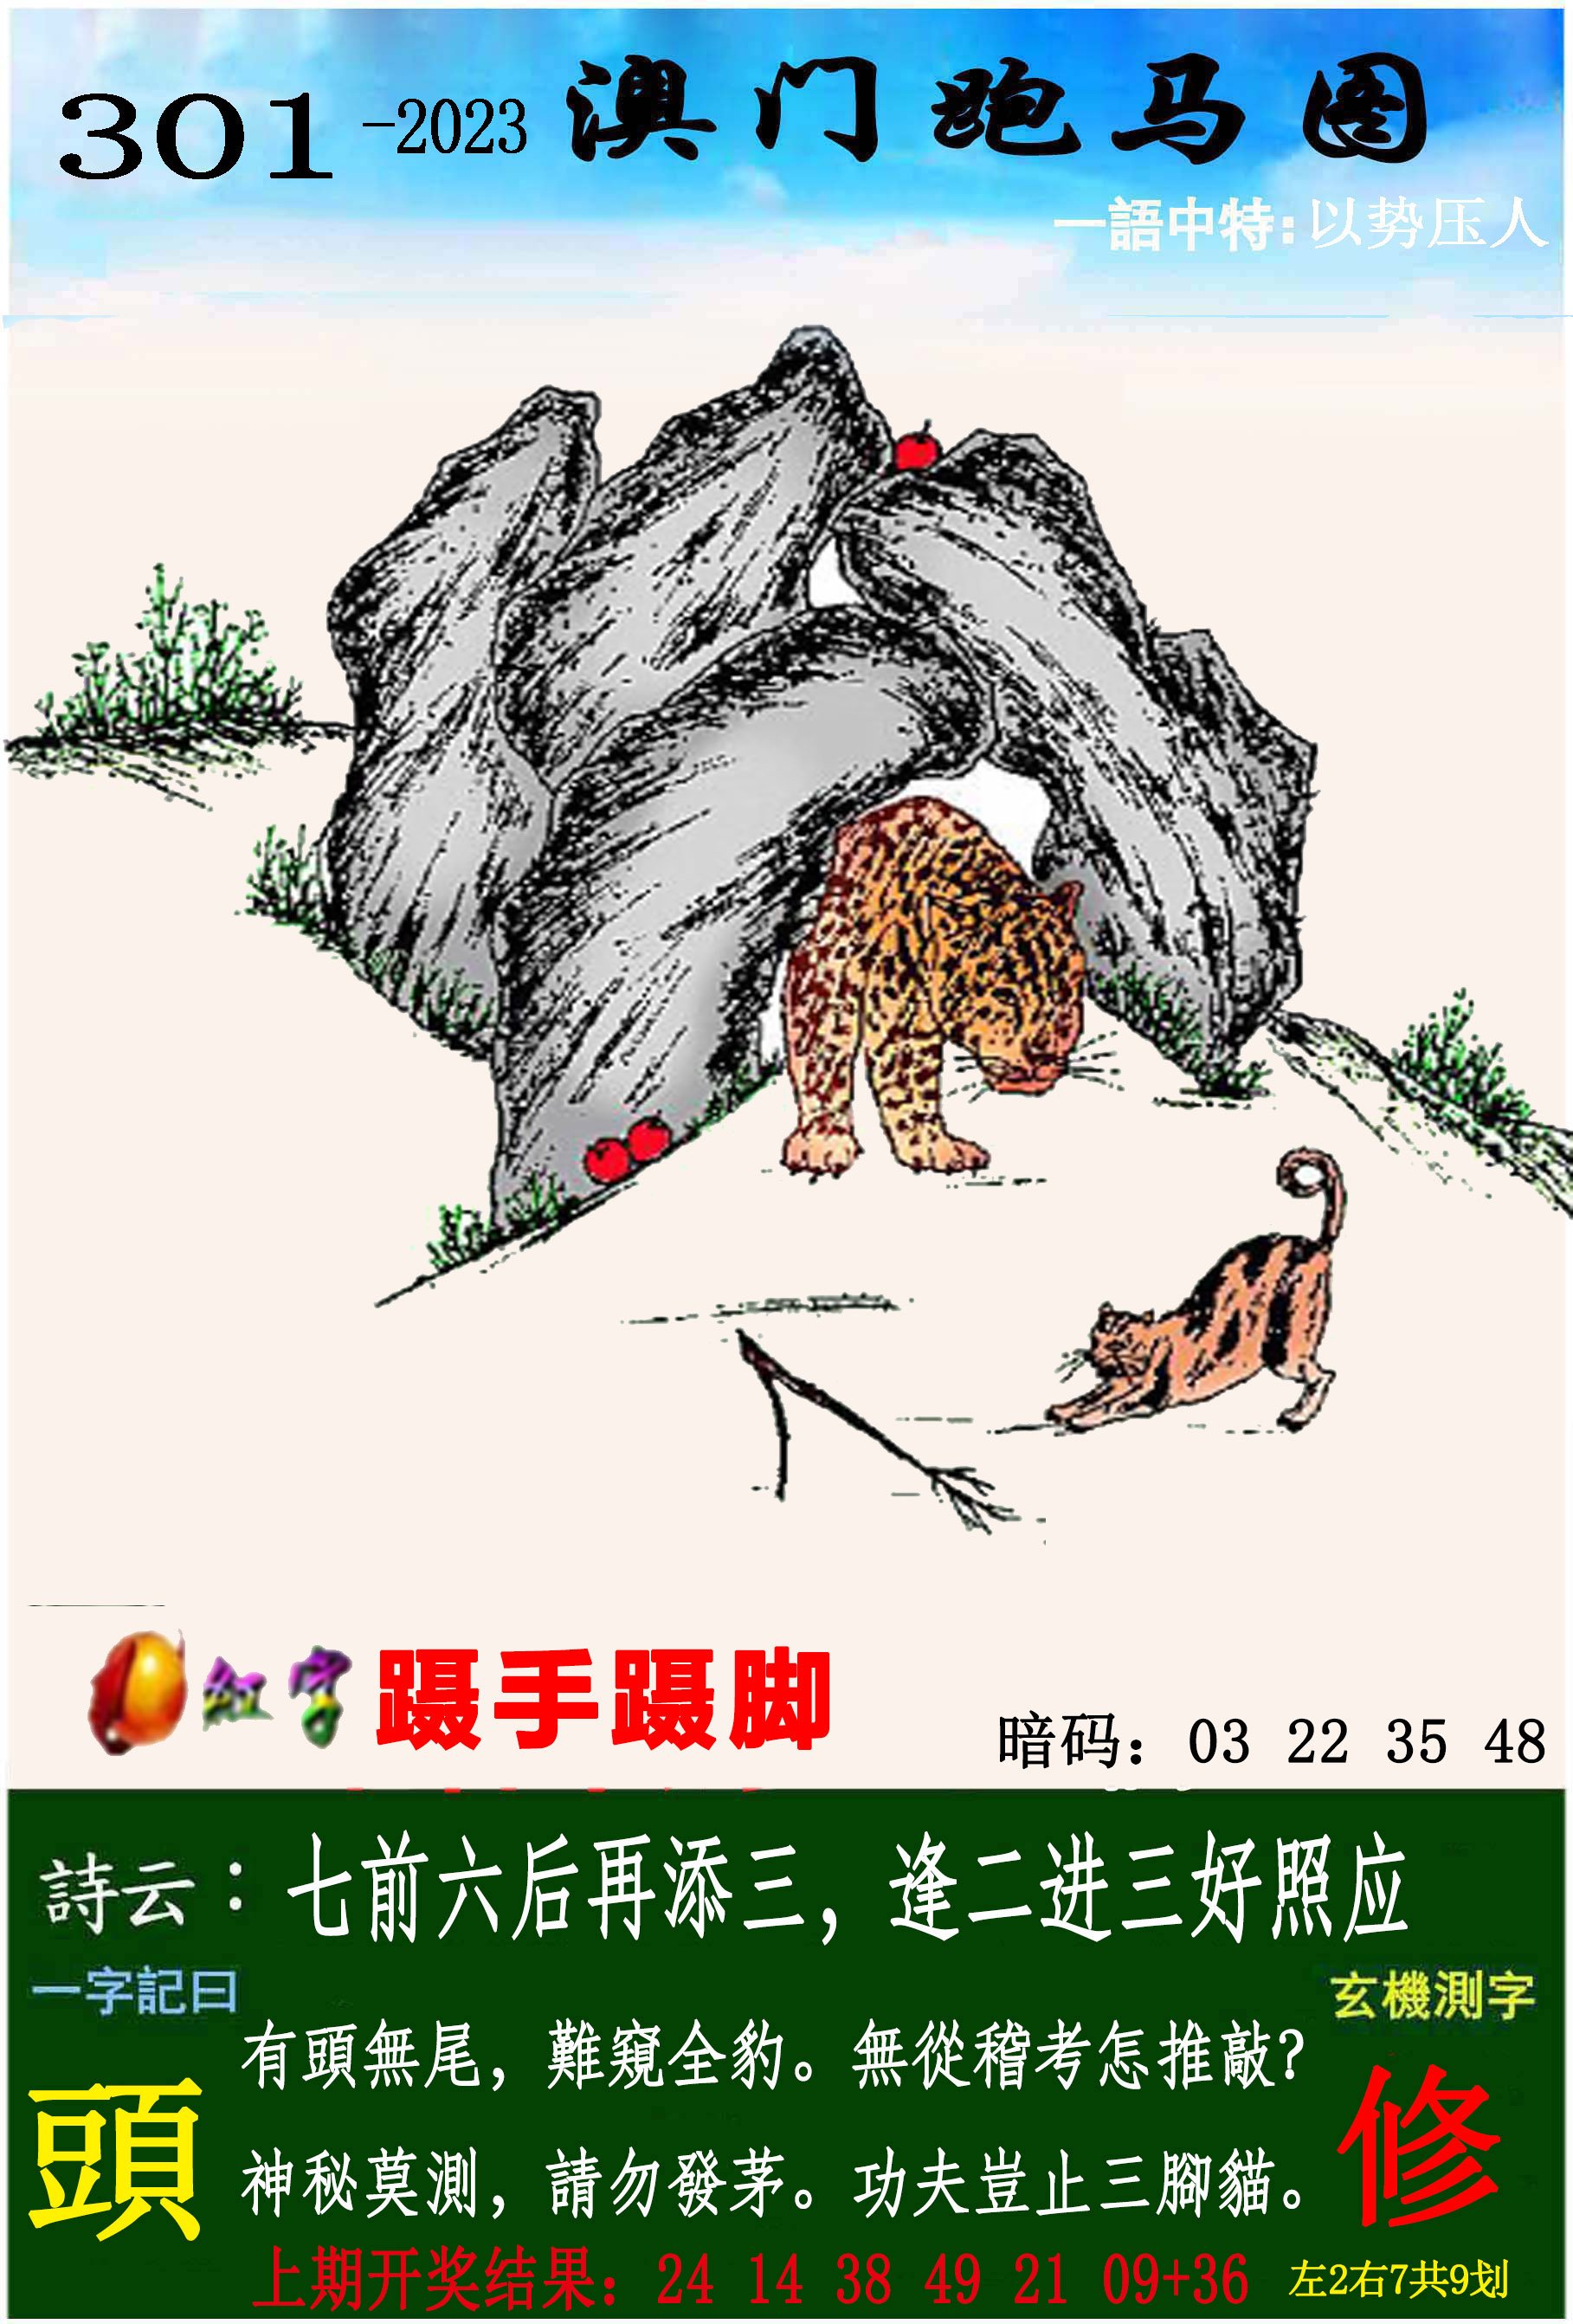 301-2023 澳门跑马图
一語中特:以势压人
红字 蹑手蹑脚
暗码：03 22 35 48
詩云：七前六后再添三，逢二进三好照应
一字記曰
玄機測字
有頭無尾，難窺全豹。無從稽考怎推敲?
頭
修
神秘莫測，請勿發茅。功夫豈止三腳貓。
上期开奖结果：24 14 38 49 21 09+36
左2右7共9划